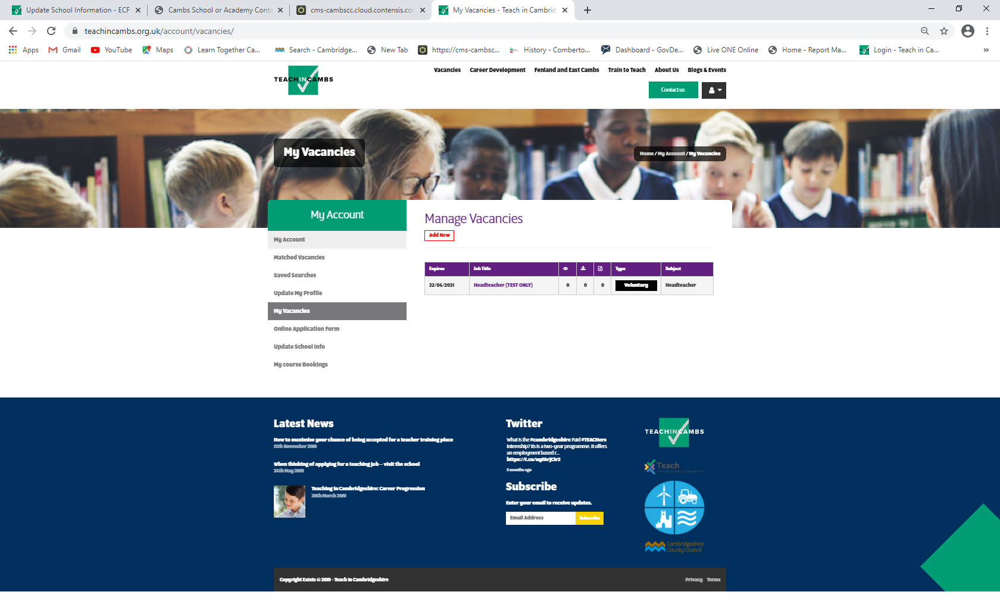 Update School Information - ECF
Cambs School or Academy Conta
cms-cambscc.cloud.contensis.cor
My Vacancies - Teach in Cambrid
teachincambs.org.uk/account/vacancies/
Apps
Gmail
YouTube
Maps
Learn Together Ca...
Search - Cambridge...
New Tab
https://cms-cambsc...
History - Comberto...
Dashboard - GovDe...
Live ONE Online
Home - Report Ma...
Login - Teach in Ca...
»
TEACHINCAMBS
Vacancies Career Development Fenland and East Cambs Train to Teach About Us Blogs & Events
Contact us
My Vacancies
Home / My Account / My Vacancies
My Account
My Account
Matched Vacancies
Saved Searches
Update My Profile
My Vacancies
Online Application Form
Update School Info
My course Bookings
Manage Vacancies
Add New
Expires Job Title Type Subject
22/04/2021 Headteacher (TEST ONLY) 0 0 0 Voluntary Headteacher
Latest News
How to maximise your chance of being accepted for a teacher training place
13th November 2019
When thinking of applying for a teaching job – visit the school
24th May 2019
Teaching in Cambridgeshire: Career Progression
28th March 2019
Twitter
What is the #cambridgeshire Paid #TEACHers
Internship? Its is a two-year programme. It offers
an employment based r...
5 months ago
Subscribe
Enter your email to receive updates.
Email Address
Subscribe
TEACHINCAMBS
Teach
Cambridgeshire
County Council
Copyright Exists © 2019 - Teach in Cambridgeshire
Privacy Terms